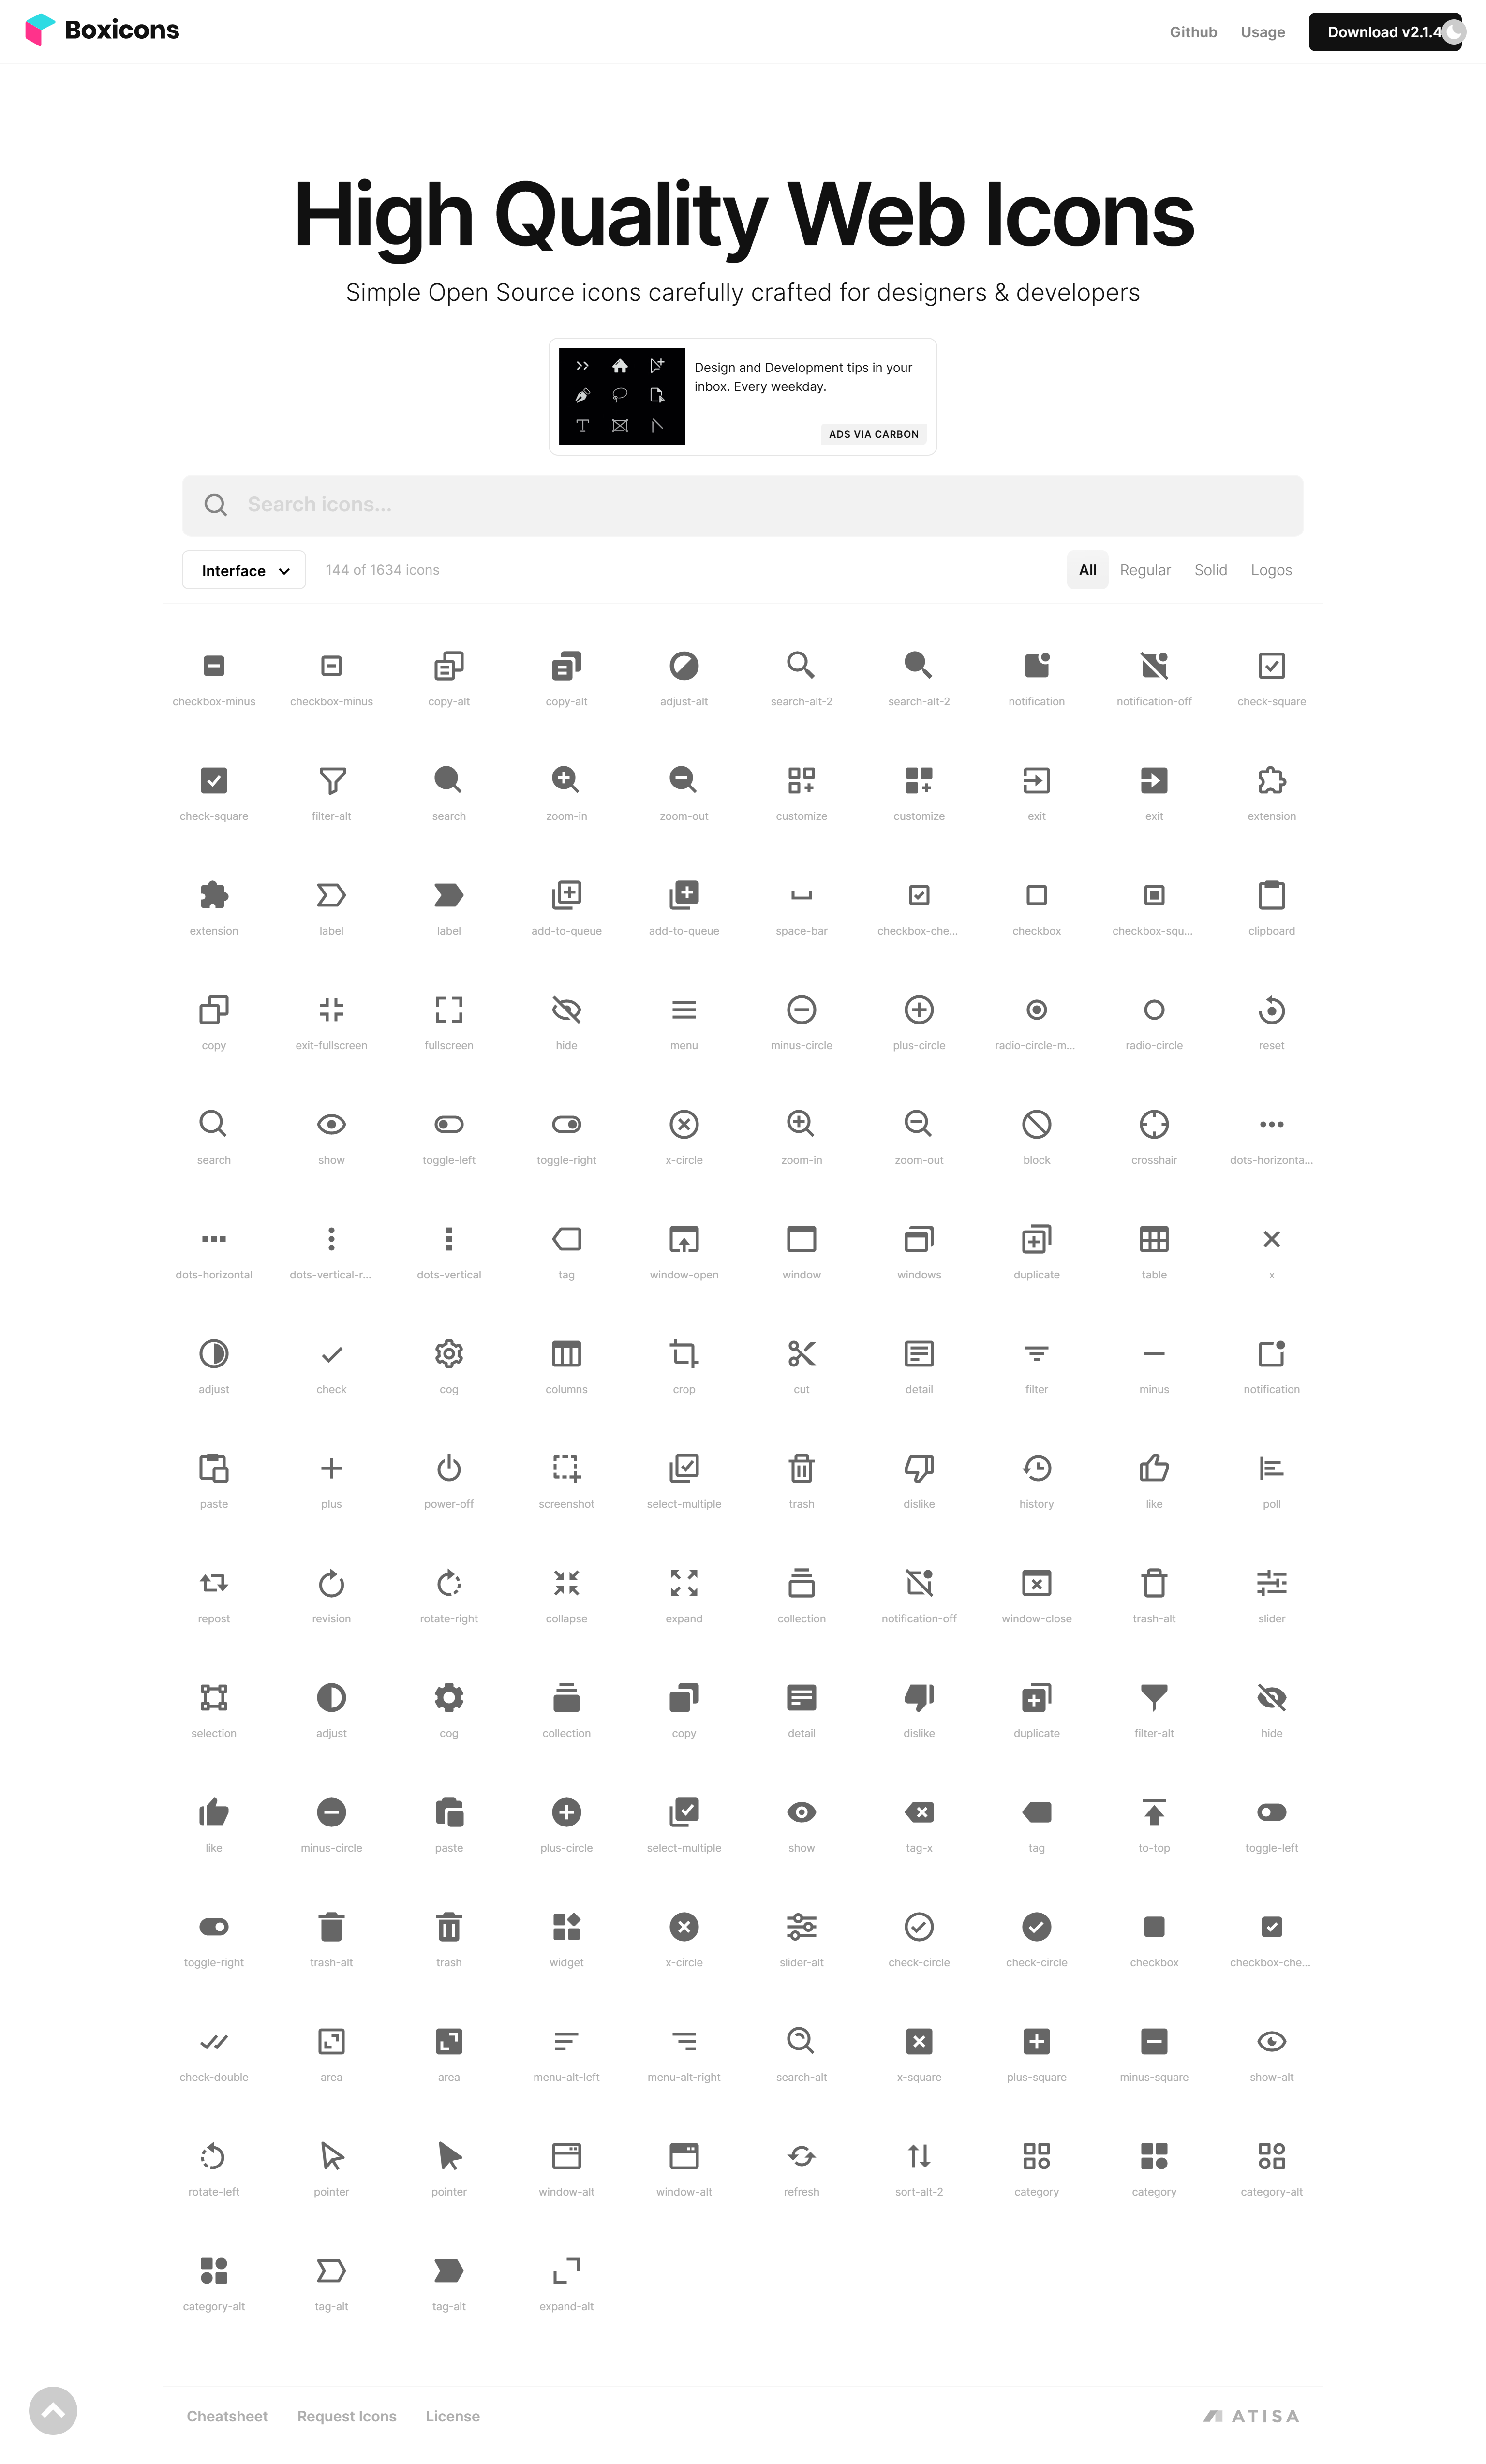 Boxicons
Github Usage Download v2.1.4
High Quality Web Icons
Simple Open Source icons carefully crafted for designers & developers
Design and Development tips in your
inbox. Every weekday.
ADS VIA CARBON
Search icons...
Interface 144 of 1634 icons All Regular Solid Logos
checkbox-minus checkbox-minus copy-alt copy-alt adjust-alt search-alt-2 search-alt-2 notification notification-off check-square
check-square filter-alt search zoom-in zoom-out customize customize exit exit extension
extension label label add-to-queue add-to-queue space-bar checkbox-che... checkbox checkbox-squ... clipboard
copy exit-fullscreen fullscreen hide menu minus-circle plus-circle radio-circle-m... radio-circle reset
search show toggle-left toggle-right x-circle zoom-in zoom-out block crosshair dots-horizonta...
dots-horizontal dots-vertical-r... dots-vertical tag window-open window windows duplicate table x
adjust check cog columns crop cut detail filter minus notification
paste plus power-off screenshot select-multiple trash dislike history like poll
repost revision rotate-right collapse expand collection notification-off window-close trash-alt slider
selection adjust cog collection copy detail dislike duplicate filter-alt hide
like minus-circle paste plus-circle select-multiple show tag-x tag to-top toggle-left
toggle-right trash-alt trash widget x-circle slider-alt check-circle check-circle checkbox checkbox-che...
check-double area area menu-alt-left menu-alt-right search-alt x-square plus-square minus-square show-alt
rotate-left pointer pointer window-alt window-alt refresh sort-alt-2 category category category-alt
category-alt tag-alt tag-alt expand-alt
Cheatsheet Request Icons License ATISA